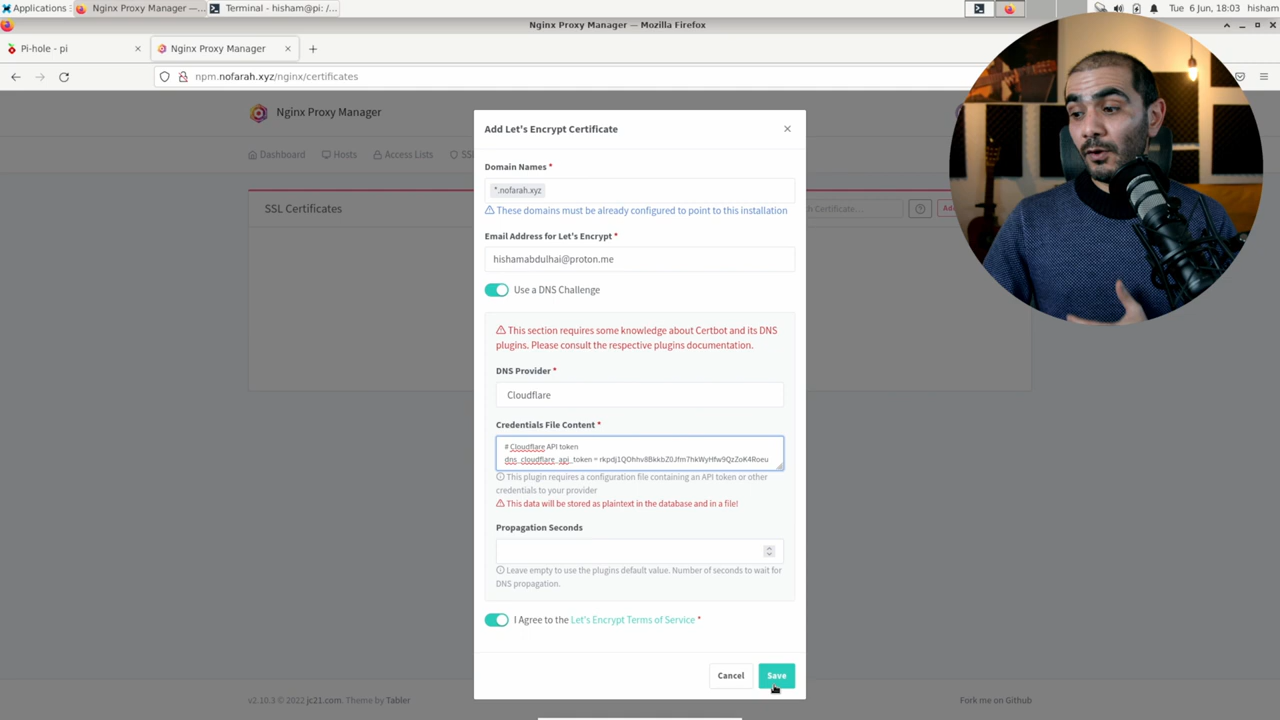 Applications
Nginx Proxy Manager —...
Terminal - hisham@pi: /...
Tue 6 Jun, 18:03
hisham
Nginx Proxy Manager — Mozilla Firefox
Pi-hole - pi
Nginx Proxy Manager
npm.nofarah.xyz/nginx/certificates
Nginx Proxy Manager
Dashboard
Hosts
Access Lists
SSL Certificates
Add Let's Encrypt Certificate
Domain Names *
*.nofarah.xyz
These domains must be already configured to point to this installation
Email Address for Let's Encrypt *
hishamabdulhai@proton.me
Use a DNS Challenge
This section requires some knowledge about Certbot and its DNS
plugins. Please consult the respective plugins documentation.
DNS Provider *
Cloudflare
Credentials File Content *
# Cloudflare API token
dns_cloudflare_api_token = rkpdj1QOhhv8BkkbZ0Jfm7hkWyHfw9QzZoK4Roeu
This plugin requires a configuration file containing an API token or other
credentials to your provider
This data will be stored as plaintext in the database and in a file!
Propagation Seconds
Leave empty to use the plugins default value. Number of seconds to wait for
DNS propagation.
I Agree to the Let's Encrypt Terms of Service *
Cancel
Save
v2.10.3 © 2022 jc21.com. Theme by Tabler
Fork me on Github